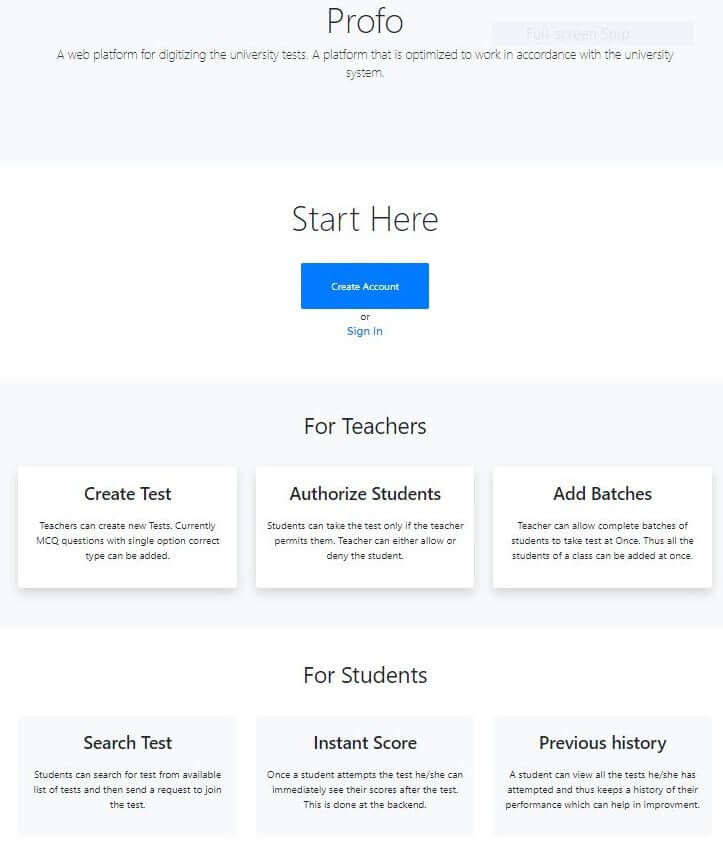 Profo
Full-screen Snip
A web platform for digitizing the university tests. A platform that is optimized to work in accordance with the university
system.
Start Here
Create Account
or
Sign In
For Teachers
Create Test
Teachers can create new Tests. Currently
MCQ questions with single option correct
type can be added.
Authorize Students
Students can take the test only if the teacher
permits them. Teacher can either allow or
deny the student.
Add Batches
Teacher can allow complete batches of
students to take test at Once. Thus all the
students of a class can be added at once.
For Students
Search Test
Students can search for test from available
list of tests and then send a request to join
the test.
Instant Score
Once a student attempts the test he/she can
immediately see their scores after the test.
This is done at the backend.
Previous history
A student can view all the tests he/she has
attempted and thus keeps a history of their
performance which can help in improvment.